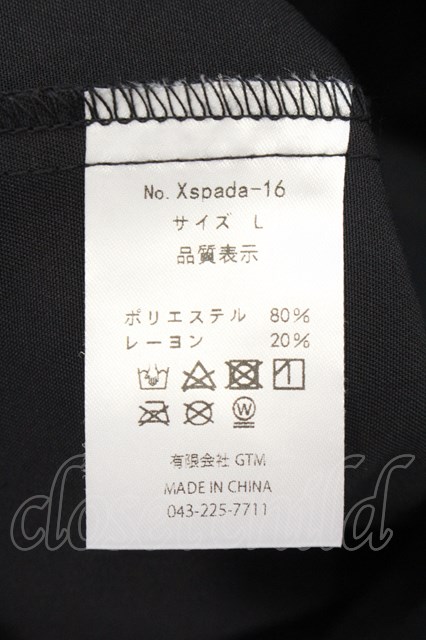 No. Xspada-16
サイズ L
品質表示
ポリエステル 80%
レーヨン 20%
W
有限会社 GTM
MADE IN CHINA
043-225-7711
closet child